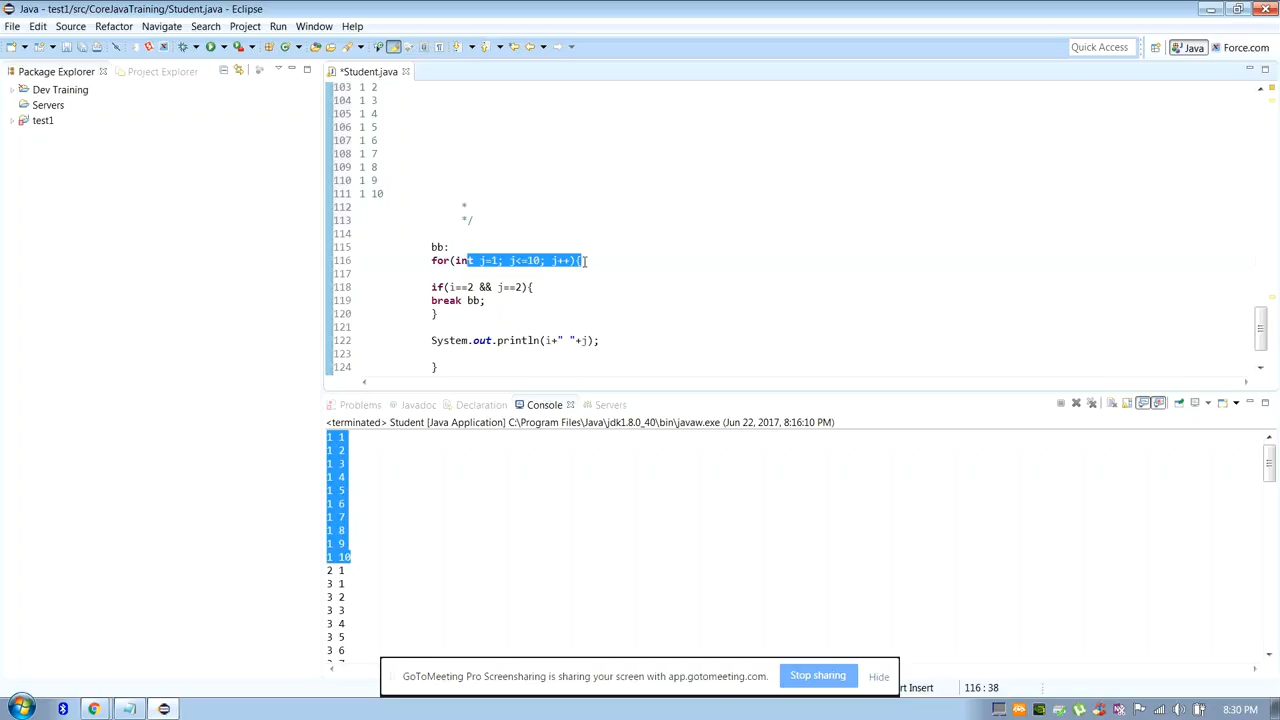 Java - test1/src/CoreJavaTraining/Student.java - Eclipse
File Edit Source Refactor Navigate Search Project Run Window Help
Quick Access Java Force.com
Package Explorer Project Explorer
*Student.java
Dev Training
Servers
test1
103 1 2
104 1 3
105 1 4
106 1 5
107 1 6
108 1 7
109 1 8
110 1 9
111 1 10
112 *
113 */
114
115 bb:
116 for(int j=1; j<=10; j++){
117
118 if(i==2 && j==2){
119 break bb;
120 }
121
122 System.out.println(i+" "+j);
123
124 }
Problems Javadoc Declaration Console Servers
<terminated> Student [Java Application] C:\Program Files\Java\jdk1.8.0_40\bin\javaw.exe (Jun 22, 2017, 8:16:10 PM)
1 1
1 2
1 3
1 4
1 5
1 6
1 7
1 8
1 9
1 10
2 1
3 1
3 2
3 3
3 4
3 5
3 6
GoToMeeting Pro Screensharing is sharing your screen with app.gotomeeting.com. Stop sharing Hide
rt Insert 116 : 38
8:30 PM